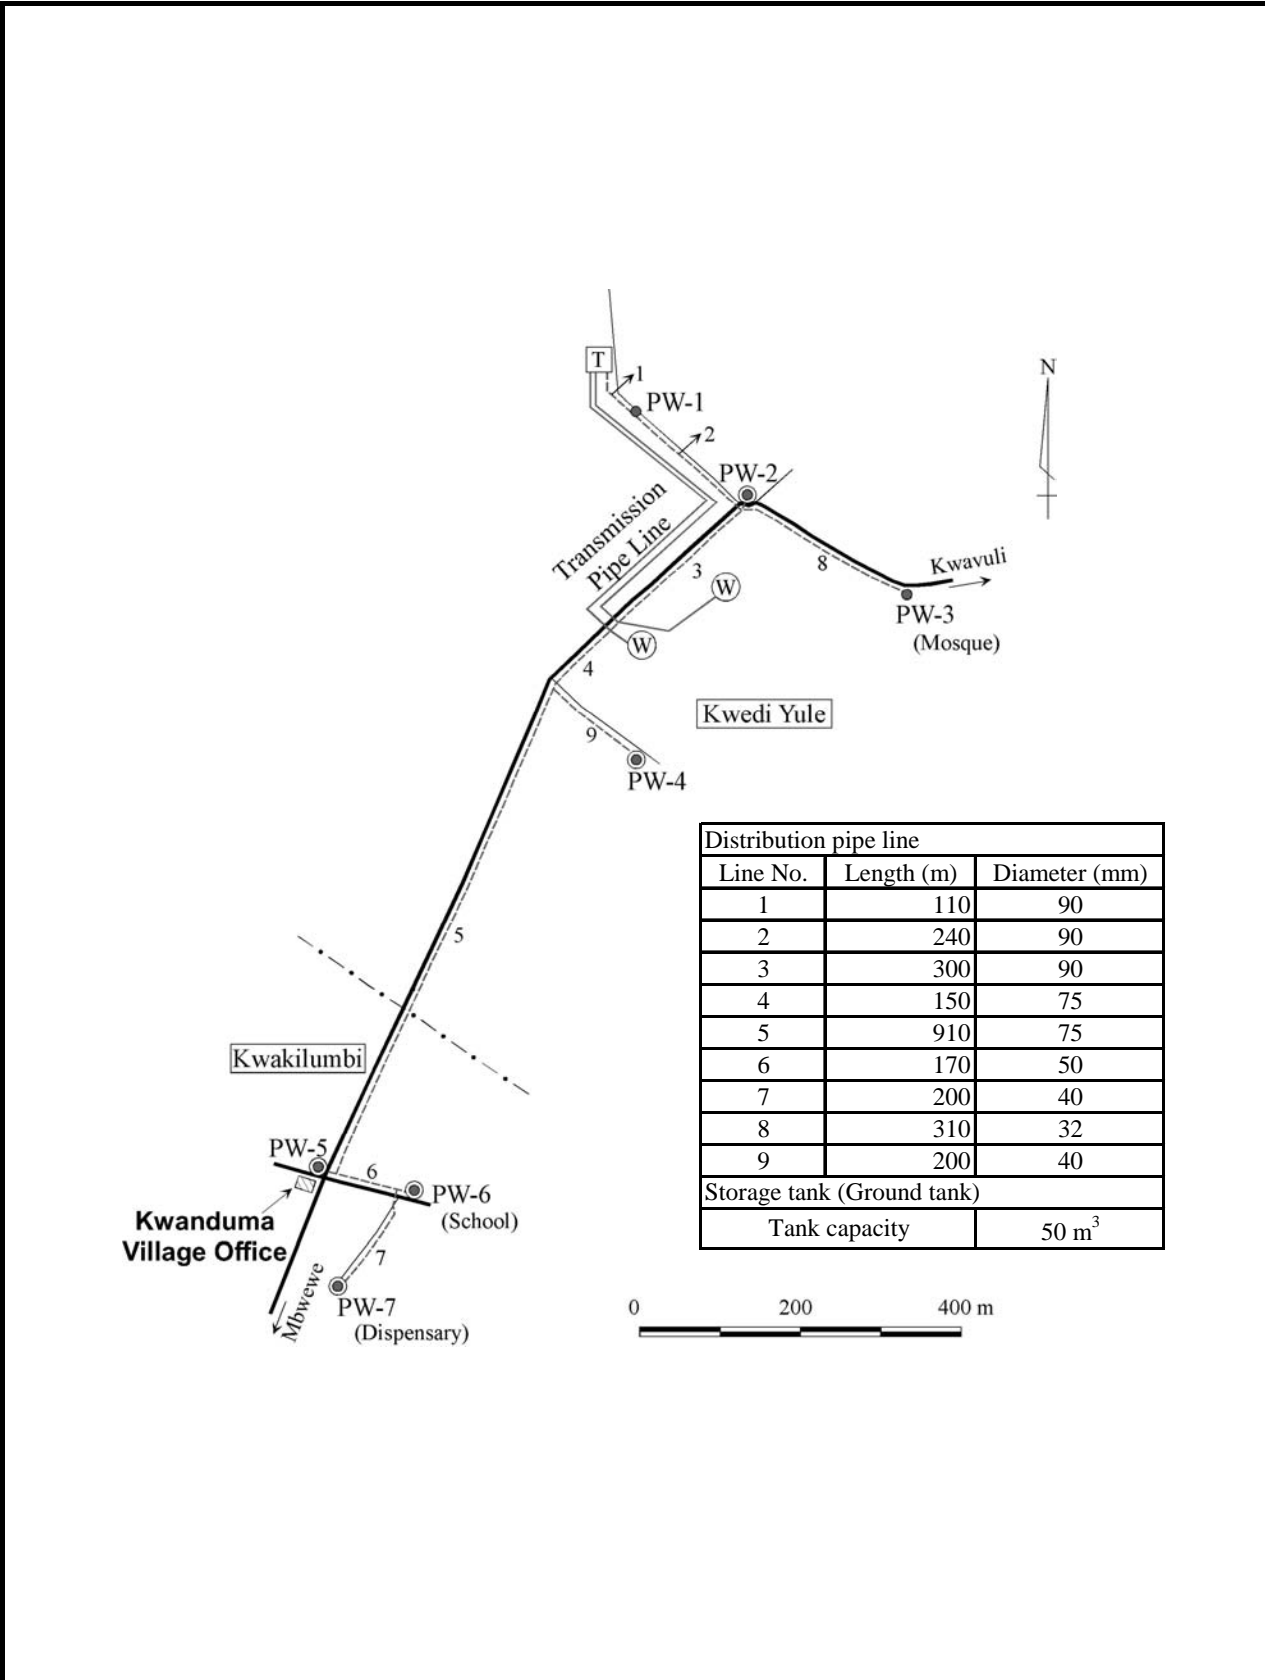 T
1
PW-1
N
2
PW-2
Transmission
Pipe Line
3
8
Kwavuli
W
PW-3
(Mosque)
W
4
Kwedi Yule
9
PW-4
Distribution pipe line
Line No. Length (m) Diameter (mm)
1 110 90
2 240 90
3 300 90
4 150 75
5 910 75
6 170 50
7 200 40
8 310 32
9 200 40
Storage tank (Ground tank)
Tank capacity 50 m³
5
Kwakilumbi
PW-5
6
PW-6
(School)
Kwanduma
Village Office
7
Mbwewe
PW-7
(Dispensary)
0 200 400 m